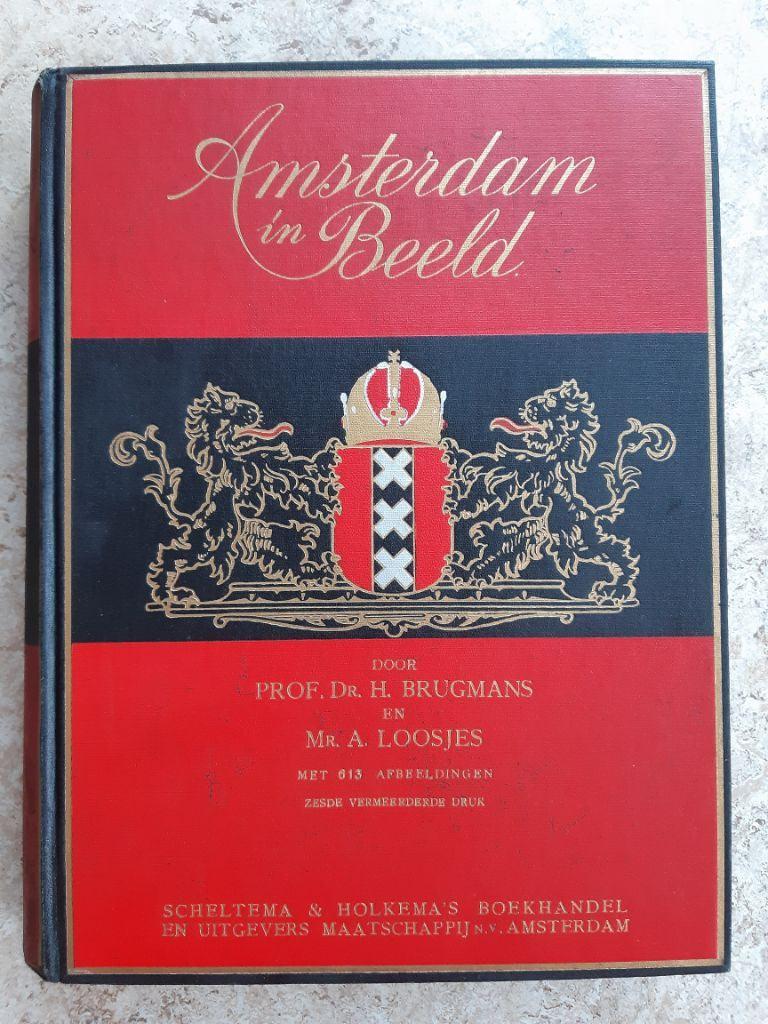 Amsterdam
in Beeld.
DOOR
PROF. DR. H. BRUGMANS
EN
MR. A. LOOSJES
MET 613 AFBEELDINGEN
ZESDE VERMEERDERDE DRUK
SCHELTEMA & HOLKEMA'S BOEKHANDEL
EN UITGEVERS MAATSCHAPPIJ N.V. AMSTERDAM